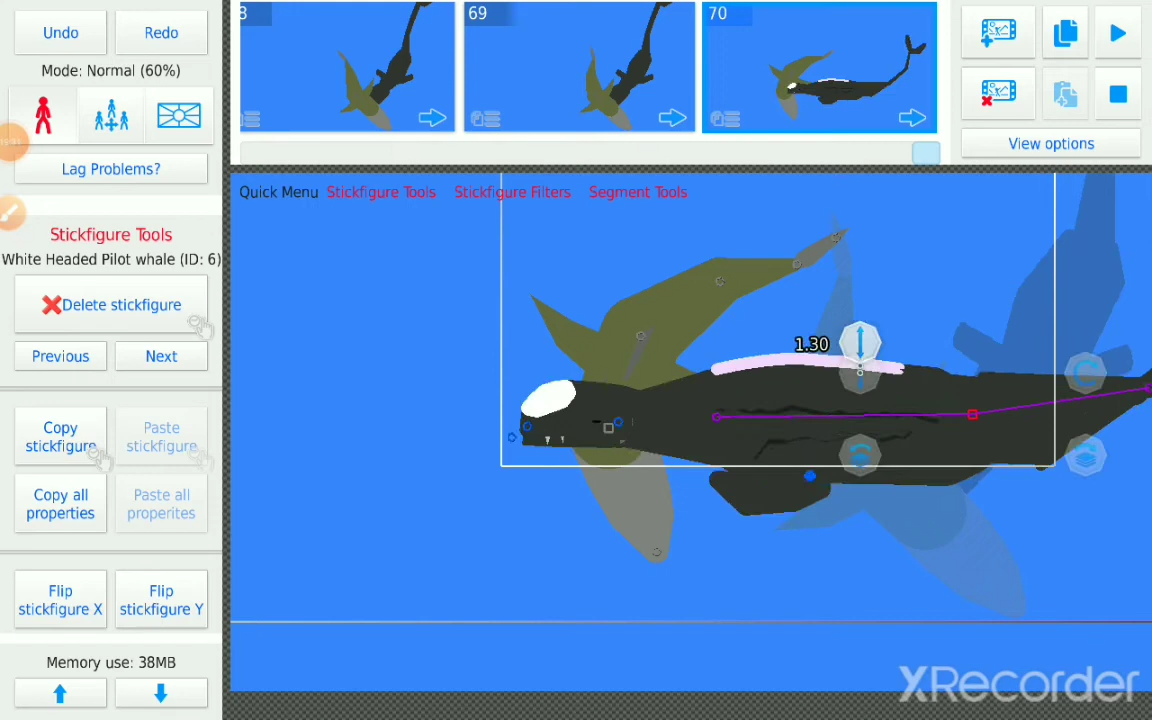 Undo
Redo
Mode: Normal (60%)
Lag Problems?
Stickfigure Tools
White Headed Pilot whale (ID: 6)
❌Delete stickfigure
Previous
Next
Copy
stickfigure
Paste
stickfigure
Copy all
properties
Paste all
properites
Flip
stickfigure X
Flip
stickfigure Y
Memory use: 38MB
8
69
70
View options
Quick Menu
Stickfigure Tools
Stickfigure Filters
Segment Tools
1.30
XRecorder